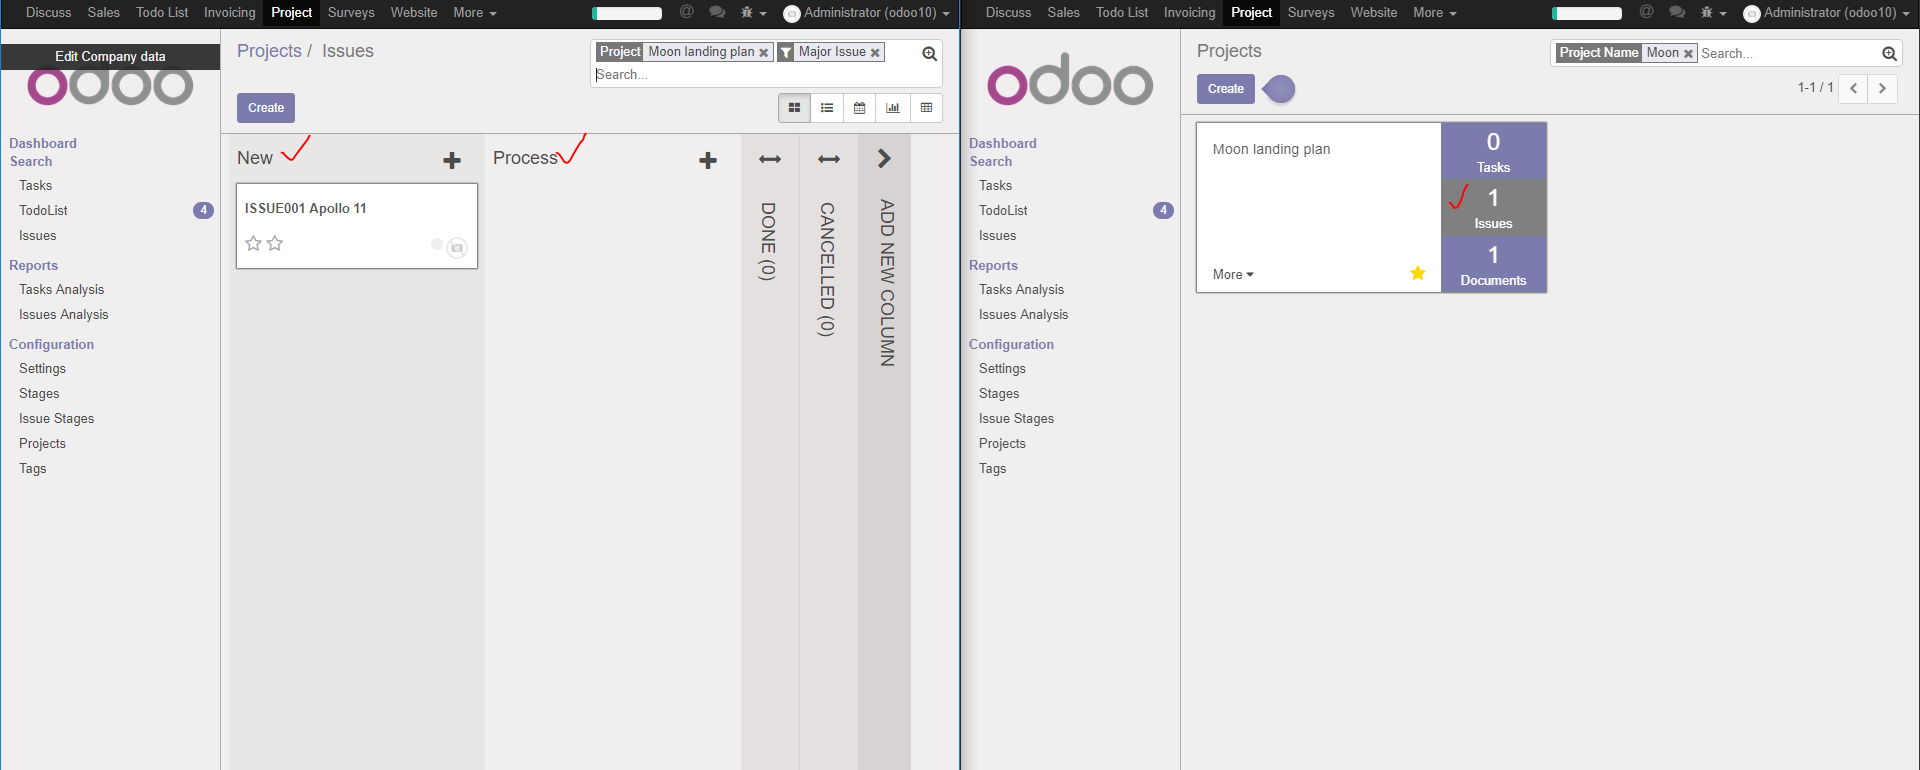 Discuss Sales Todo List Invoicing Project Surveys Website More @ Administrator (odoo10)
Edit Company data
odoo
Dashboard
Search
Tasks
TodoList 4
Issues
Reports
Tasks Analysis
Issues Analysis
Configuration
Settings
Stages
Issue Stages
Projects
Tags
Projects / Issues
Project Moon landing plan Major Issue
Search...
Create
New
Process
ISSUE001 Apollo 11
DONE (0)
CANCELLED (0)
ADD NEW COLUMN
Discuss Sales Todo List Invoicing Project Surveys Website More @ Administrator (odoo10)
odoo
Dashboard
Search
Tasks
TodoList 4
Issues
Reports
Tasks Analysis
Issues Analysis
Configuration
Settings
Stages
Issue Stages
Projects
Tags
Projects
Project Name Moon Search...
Create
1-1 / 1
Moon landing plan
More
0
Tasks
1
Issues
1
Documents